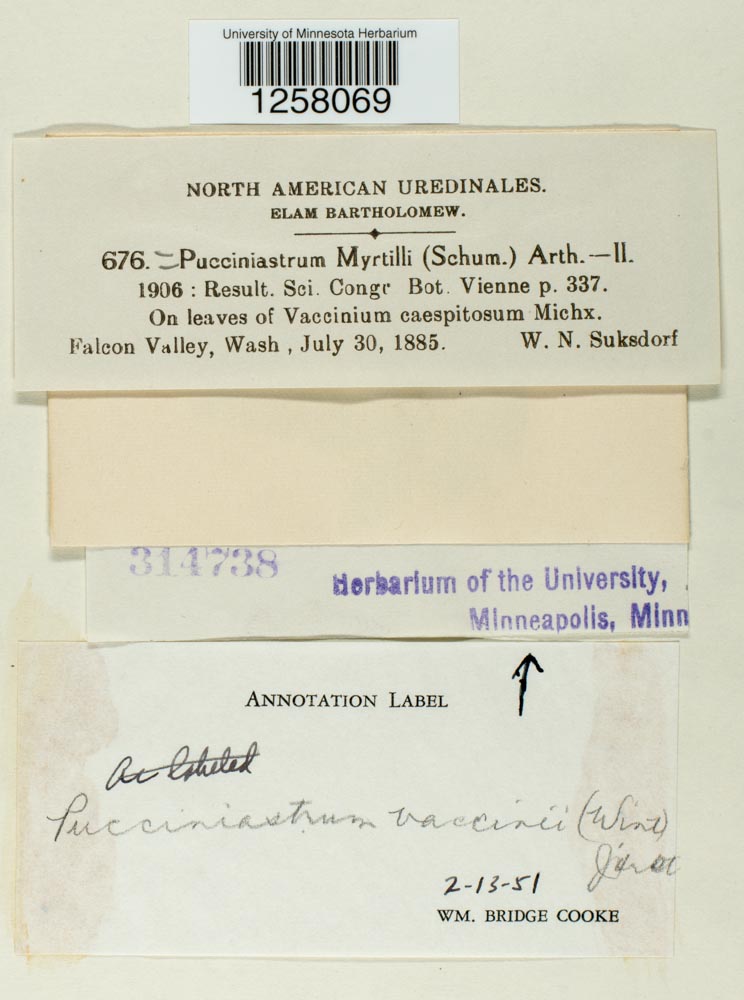 University of Minnesota Herbarium
1258069
NORTH AMERICAN UREDINALES.
ELAM BARTHOLOMEW.
676. = Pucciniastrum Myrtilli (Schum.) Arth.—II.
1906 : Result. Sci. Congr Bot. Vienne p. 337.
On leaves of Vaccinium caespitosum Michx.
Falcon Valley, Wash , July 30, 1885. W. N. Suksdorf
314738
Herbarium of the University,
Minneapolis, Minn
ANNOTATION LABEL
As labeled
Pucciniastrum vaccinii (Wint)
2-13-51
WM. BRIDGE COOKE